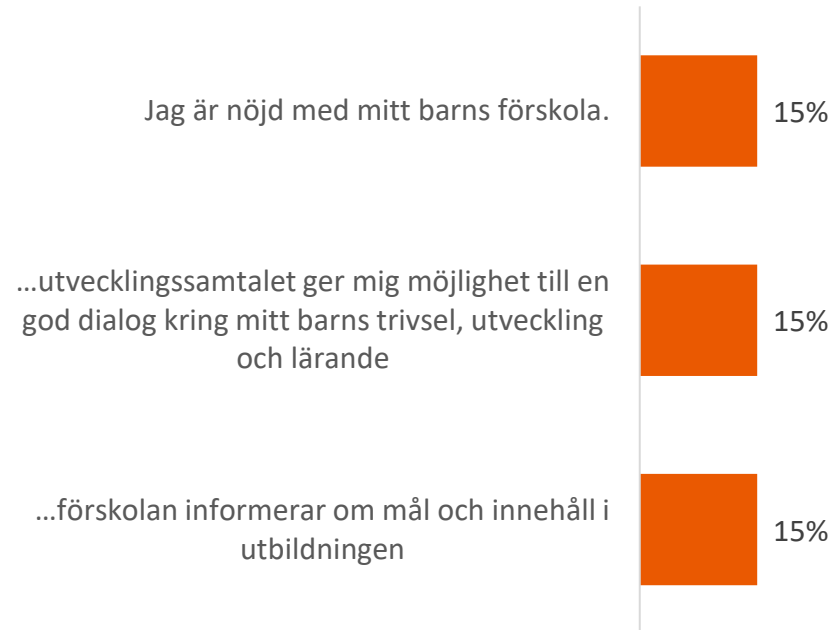 Jag är nöjd med mitt barns förskola.
15%
…utvecklingssamtalet ger mig möjlighet till en
god dialog kring mitt barns trivsel, utveckling
och lärande
15%
…förskolan informerar om mål och innehåll i
utbildningen
15%